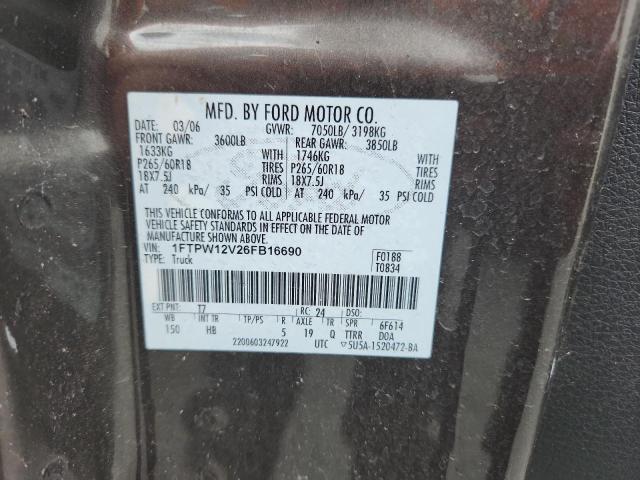 MFD. BY FORD MOTOR CO.
DATE: 03/06 GVWR: 7050LB/ 3198KG
FRONT GAWR: 3600LB REAR GAWR: 3850LB
1633KG 1746KG
P265/60R18 TIRES P265/60R18 TIRES
18X7.5J RIMS 18X7.5J RIMS
AT 240 kPa/ 35 PSI COLD AT 240 kPa/ 35 PSI COLD
THIS VEHICLE CONFORMS TO ALL APPLICABLE FEDERAL MOTOR
VEHICLE SAFETY STANDARDS IN EFFECT ON THE DATE OF
MANUFACTURE SHOWN ABOVE.
VIN: 1FTPW12V26FB16690 F0188
TYPE: Truck T0834
EXT PNT: T7 RC: 24 DSO:
WB INT TR TP/PS R AXLE TR SPR 6F614
150 HB 5 19 Q TTRR DOA
2200603247922 UTC 5U5A-1520472-BA